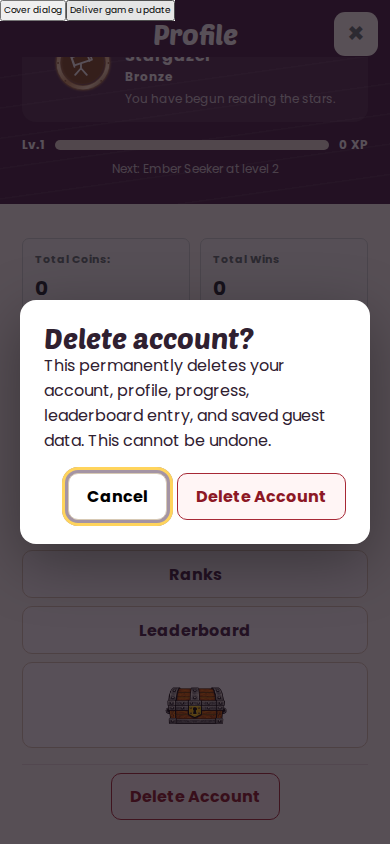 Cover dialog Deliver game update
Profile
Stargazer
Bronze
You have begun reading the stars.
Lv.1 0 XP
Next: Ember Seeker at level 2
Total Coins: Total Wins
0 0
Delete account?
This permanently deletes your
account, profile, progress,
leaderboard entry, and saved guest
data. This cannot be undone.
Cancel Delete Account
Ranks
Leaderboard
Delete Account